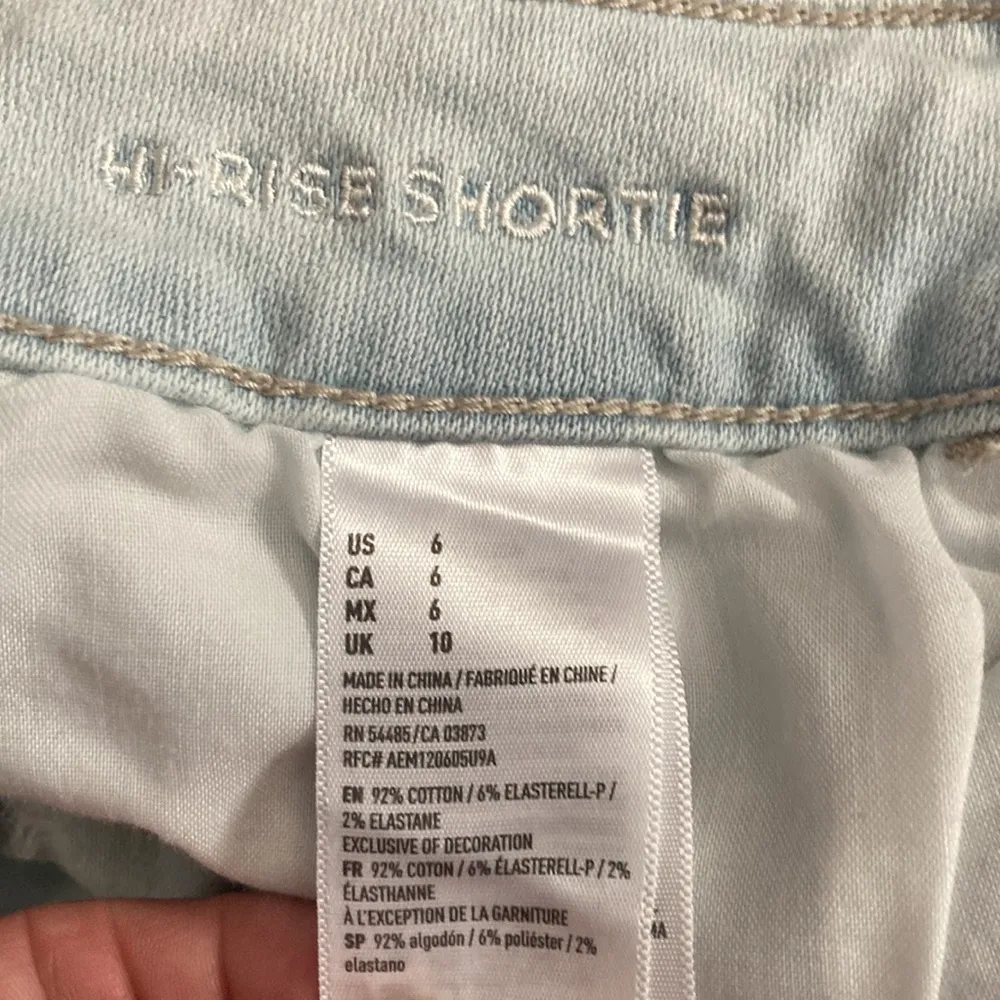 HI-RISE SHORTIE
US 6
CA 6
MX 6
UK 10
MADE IN CHINA / FABRIQUÉ EN CHINE /
HECHO EN CHINA
RN 54485/CA 03873
RFC# AEM120605U9A
EN 92% COTTON / 6% ELASTERELL-P /
2% ELASTANE
EXCLUSIVE OF DECORATION
FR 92% COTON / 6% ÉLASTERELL-P / 2%
ÉLASTHANNE
À L'EXCEPTION DE LA GARNITURE
SP 92% algodón / 6% poliéster / 2%
elastano